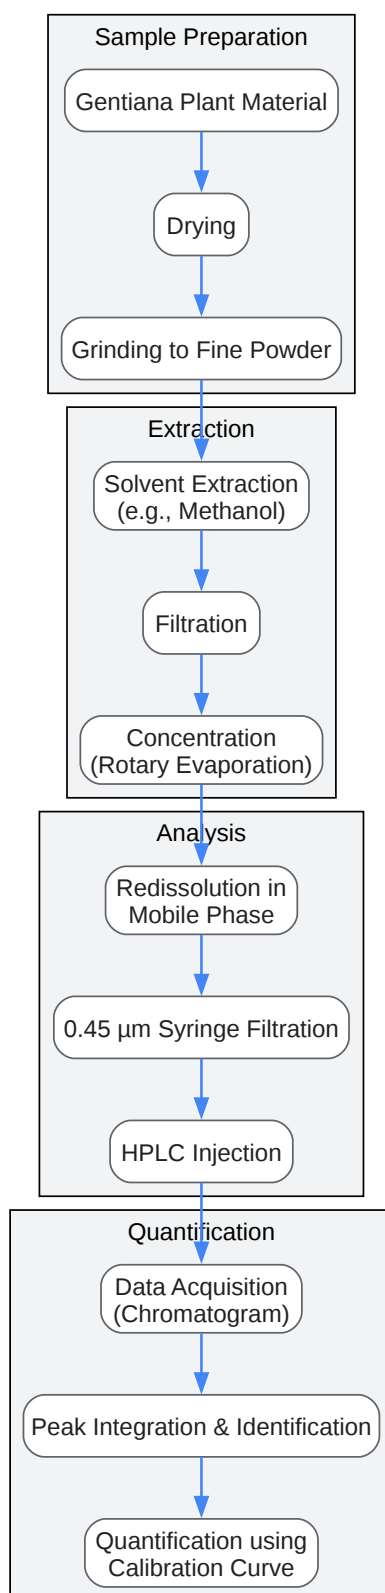 Sample Preparation
Gentiana Plant Material
Drying
Grinding to Fine Powder
Extraction
Solvent Extraction
(e.g., Methanol)
Filtration
Concentration
(Rotary Evaporation)
Analysis
Redissolution in
Mobile Phase
0.45 µm Syringe Filtration
HPLC Injection
Quantification
Data Acquisition
(Chromatogram)
Peak Integration & Identification
Quantification using
Calibration Curve